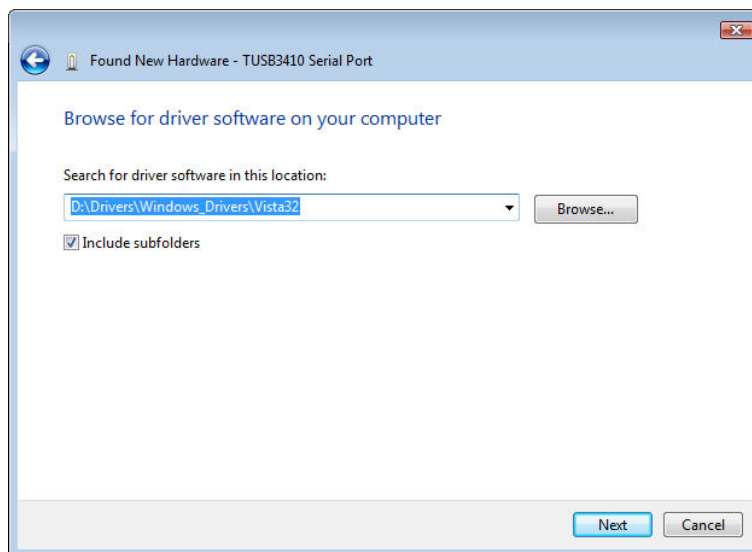 Found New Hardware - TUSB3410 Serial Port
Browse for driver software on your computer
Search for driver software in this location:
D:\Drivers\Windows_Drivers\Vista32
Browse...
Include subfolders
Next
Cancel